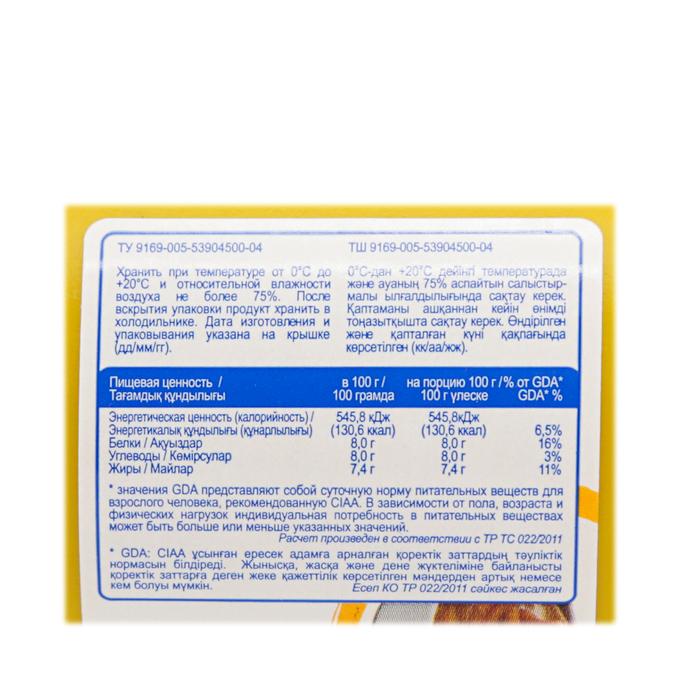 ТУ 9169-005-53904500-04
Хранить при температуре от 0°С до
+20°С и относительной влажности
воздуха не более 75%. После
вскрытия упаковки продукт хранить в
холодильнике. Дата изготовления и
упаковывания указана на крышке
(дд/мм/гг).
ТШ 9169-005-53904500-04
0°С-дан +20°С дейінгі температурада
және ауаның 75% аспайтын салыстыр-
малы ылғалдылығында сақтау керек.
Қаптаманы ашқаннан кейін өнімді
тоңазытқышта сақтау керек. Өндірілген
және қапталған күні қақпағында
көрсетілген (кк/аа/жж).
Пищевая ценность / в 100 г / на порцию 100 г / % от GDA*
Тағамдық құндылығы 100 грамда 100 г үлеске GDA* %
Энергетическая ценность (калорийность) / 545,8 кДж 545,8кДж
Энергетикалық құндылығы (құнарлылығы) (130,6 ккал) (130,6 ккал) 6,5%
Белки / Ақуыздар 8,0 г 8,0 г 16%
Углеводы / Көмірсулар 8,0 г 8,0 г 3%
Жиры / Майлар 7,4 г 7,4 г 11%
* значения GDA представляют собой суточную норму питательных веществ для
взрослого человека, рекомендованную CIAA. В зависимости от пола, возраста и
физических нагрузок индивидуальная потребность в питательных веществах
может быть больше или меньше указанных значений.
Расчет произведен в соответствии с ТР ТС 022/2011
* GDA: CIAA ұсынған ересек адамға арналған қоректік заттардың тәуліктік
нормасын білдіреді. Жынысқа, жасқа және дене жүктеліміне байланысты
қоректік заттарға деген жеке қажеттілік көрсетілген мәндерден артық немесе
кем болуы мүмкін. Есеп КО ТР 022/2011 сәйкес жасалған